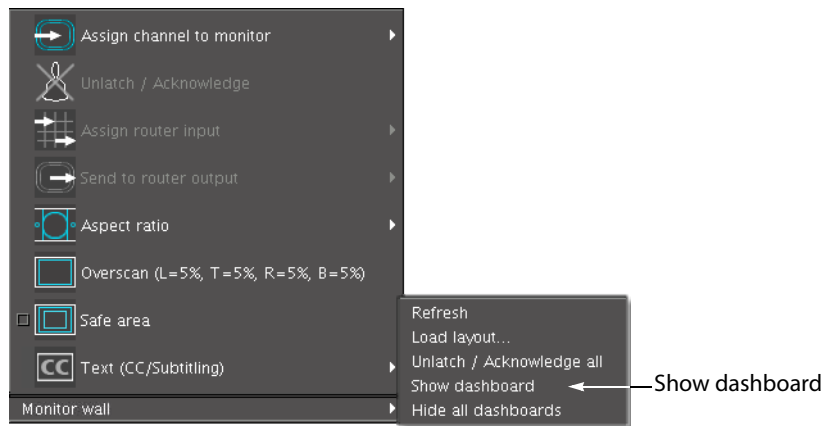 Assign channel to monitor
Unlatch / Acknowledge
Assign router input
Send to router output
Aspect ratio
Overscan (L=5%, T=5%, R=5%, B=5%)
Safe area
CC Text (CC/Subtitling)
Monitor wall
Refresh
Load layout...
Unlatch / Acknowledge all
Show dashboard
Hide all dashboards
Show dashboard